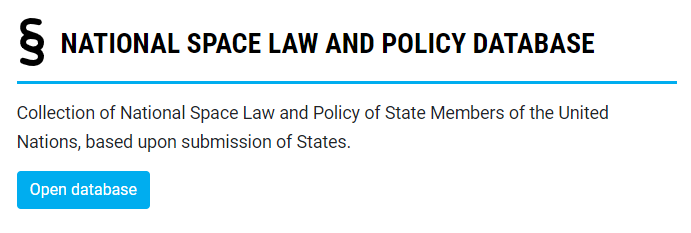 § NATIONAL SPACE LAW AND POLICY DATABASE
Collection of National Space Law and Policy of State Members of the United
Nations, based upon submission of States.
Open database